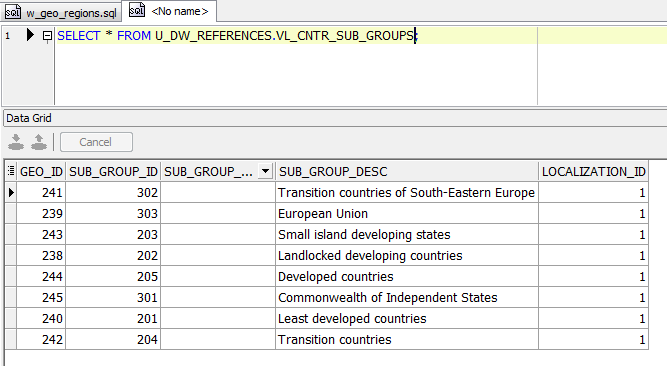 w_geo_regions.sql <No name>
1 SELECT * FROM U_DW_REFERENCES.VL_CNTR_SUB_GROUPS;
Data Grid
Cancel
GEO_ID SUB_GROUP_ID SUB_GROUP_... SUB_GROUP_DESC LOCALIZATION_ID
241 302 Transition countries of South-Eastern Europe 1
239 303 European Union 1
243 203 Small island developing states 1
238 202 Landlocked developing countries 1
244 205 Developed countries 1
245 301 Commonwealth of Independent States 1
240 201 Least developed countries 1
242 204 Transition countries 1